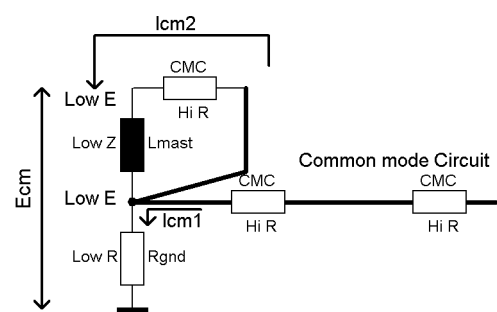 Icm2
CMC
Low E
Hi R
Low Z
Lmast
Common mode Circuit
CMC
CMC
Ecm
Low E
Icm1
Hi R
Hi R
Low R
Rgnd